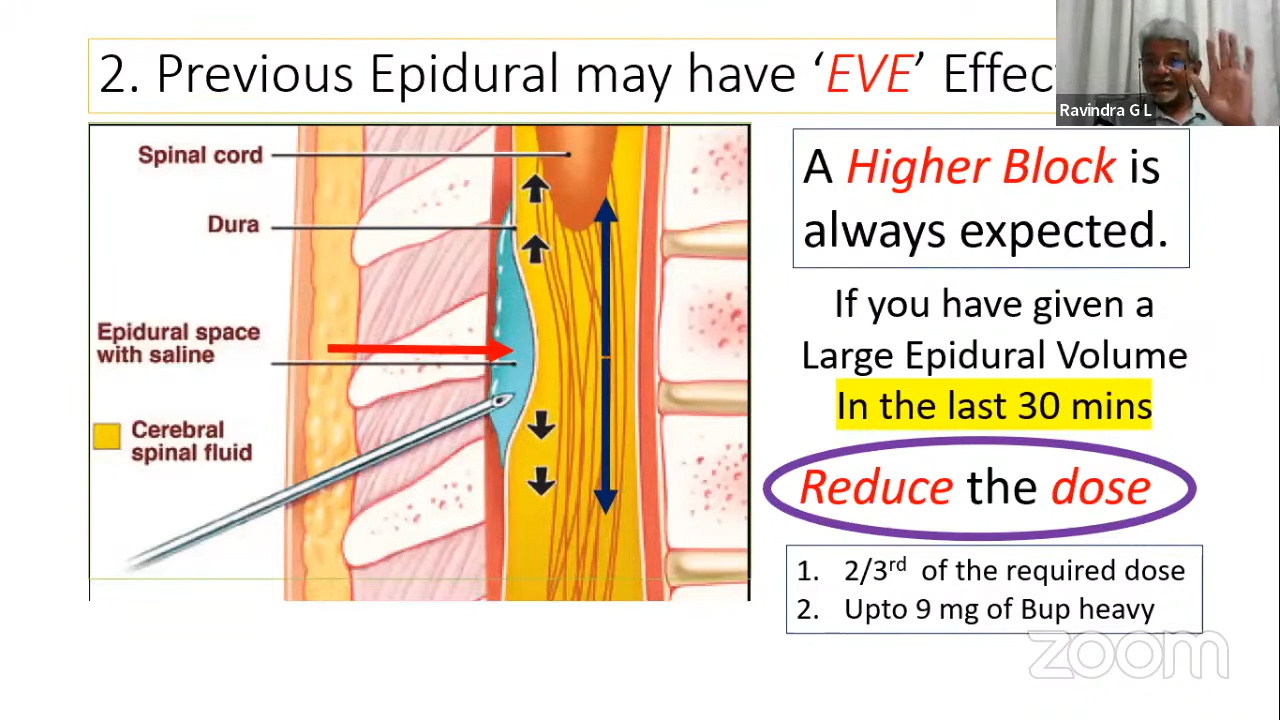 2. Previous Epidural may have ‘EVE’ Effec
Ravindra G L
Spinal cord
Dura
Epidural space
with saline
Cerebral
spinal fluid
A Higher Block is
always expected.
If you have given a
Large Epidural Volume
In the last 30 mins
Reduce the dose
1. 2/3rd of the required dose
2. Upto 9 mg of Bup heavy
zoom